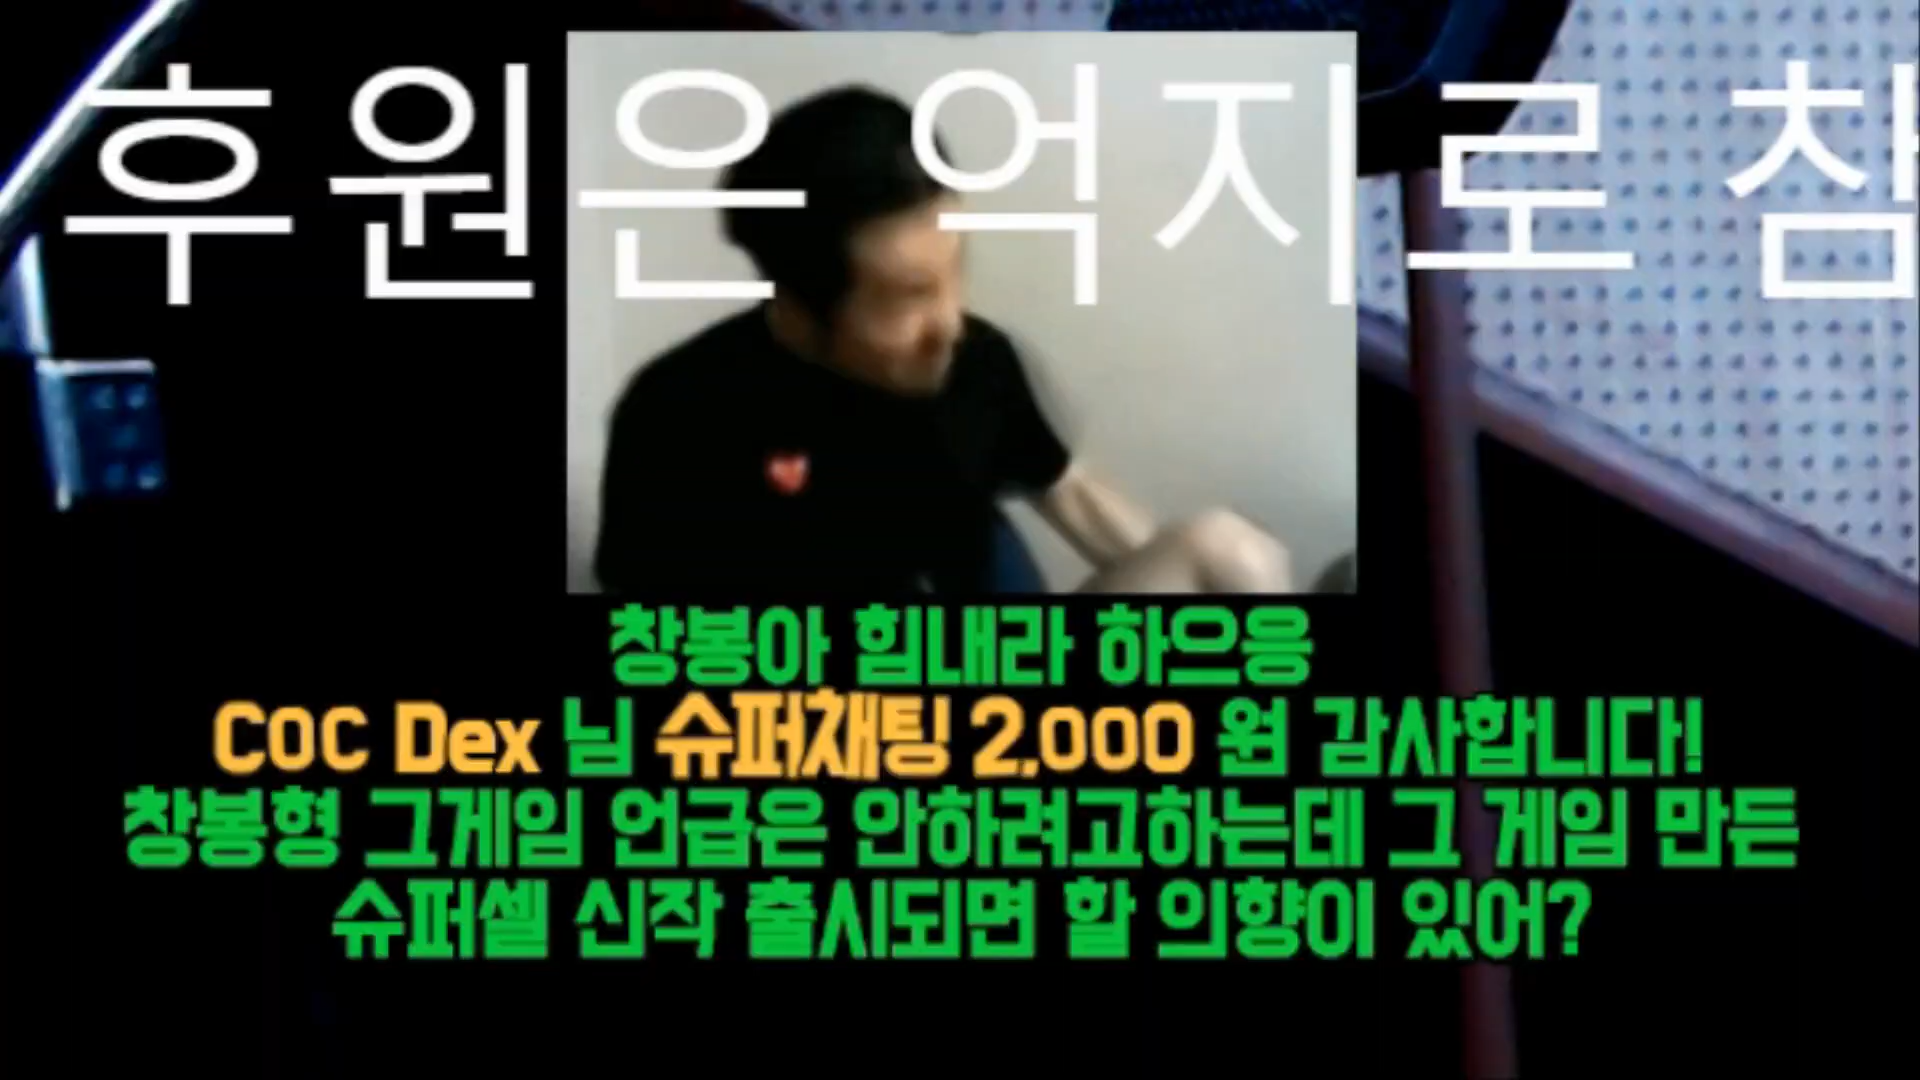 후원은 억지로 참
창봉아 힘내라 하으응
COC Dex 님 슈퍼채팅 2,000 원 감사합니다!
창봉형 그게임 언급은 안하려고하는데 그 게임 만든
슈퍼셀 신작 출시되면 할 의향이 있어?